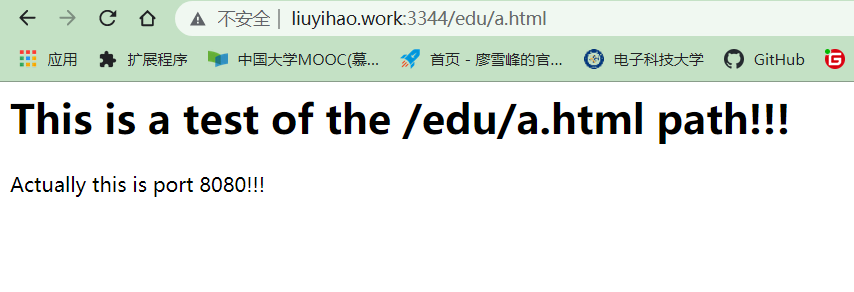 不安全 | liuyihao.work:3344/edu/a.html
应用 扩展程序 中国大学MOOC(慕... 首页 - 廖雪峰的官... 电子科技大学 GitHub
This is a test of the /edu/a.html path!!!
Actually this is port 8080!!!